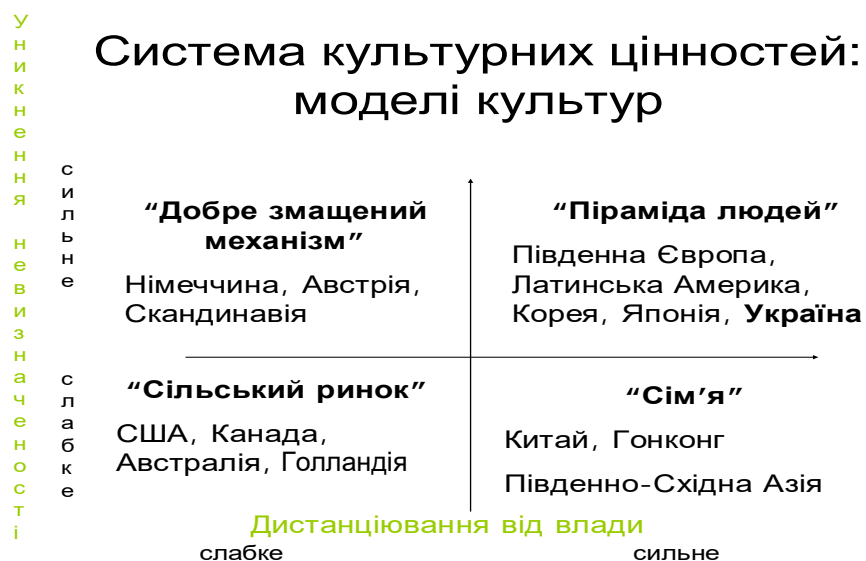 Система культурних цінностей:
моделі культур
Уникнення невизначеності
сильне
“Добре змащений
механізм”
Німеччина, Австрія,
Скандинавія
“Піраміда людей”
Південна Європа,
Латинська Америка,
Корея, Японія, Україна
слабке
“Сільський ринок”
США, Канада,
Австралія, Голландія
“Сім’я”
Китай, Гонконг
Південно-Східна Азія
Дистанціювання від влади
слабке
сильне